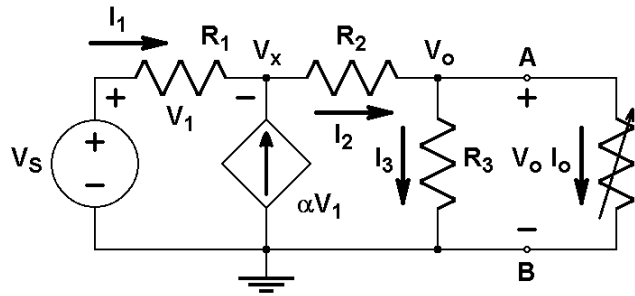 I₁
R₁
Vₓ
R₂
Vₒ
A
+
V₁
−
I₂
+
Vₛ
+
−
αV₁
I₃
R₃
Vₒ
Iₒ
−
B